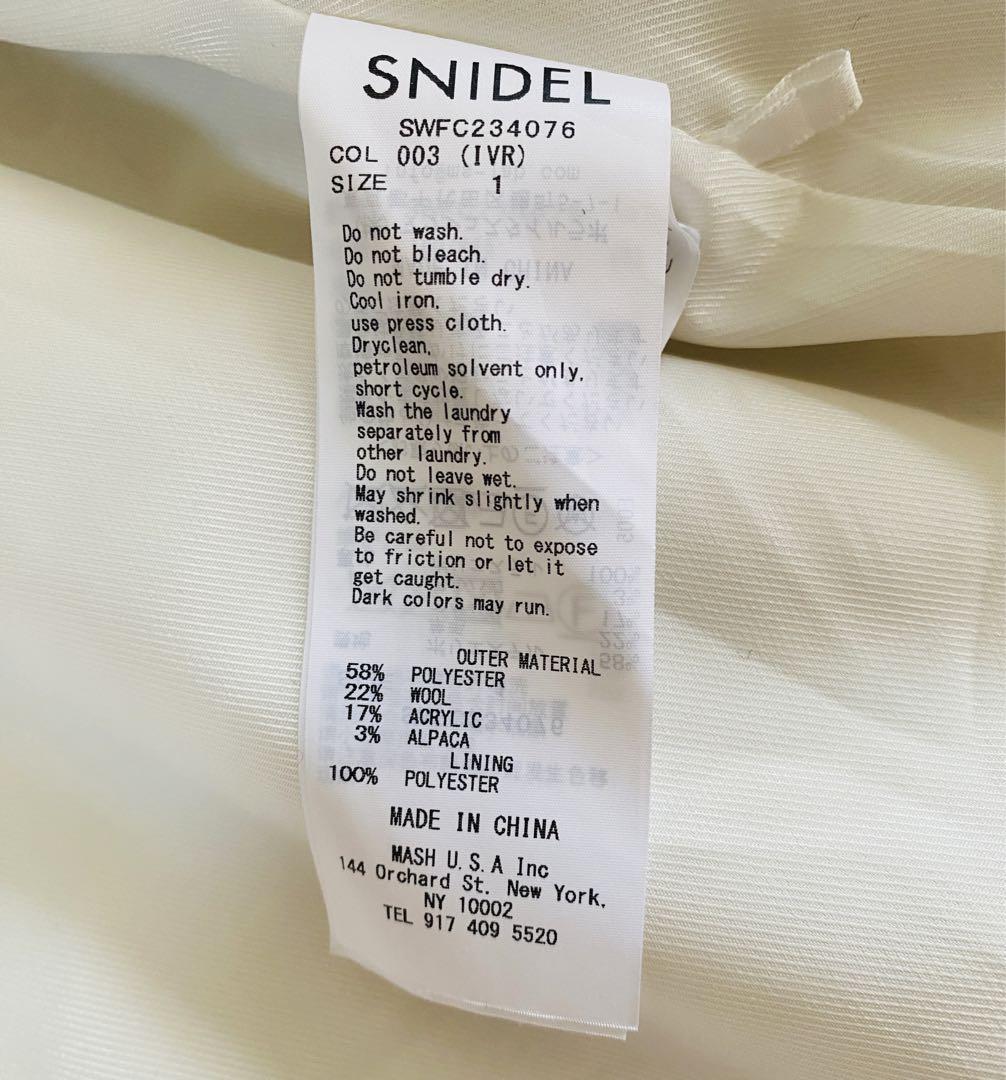 SNIDEL
SWFC234076
COL 003 (IVR)
SIZE 1
Do not wash.
Do not bleach.
Do not tumble dry.
Cool iron,
use press cloth.
Dryclean,
petroleum solvent only,
short cycle.
Wash the laundry
separately from
other laundry.
Do not leave wet.
May shrink slightly when
washed.
Be careful not to expose
to friction or let it
get caught.
Dark colors may run.
OUTER MATERIAL
58% POLYESTER
22% WOOL
17% ACRYLIC
3% ALPACA
LINING
100% POLYESTER
MADE IN CHINA
MASH U.S.A Inc
144 Orchard St. New York,
NY 10002
TEL 917 409 5520